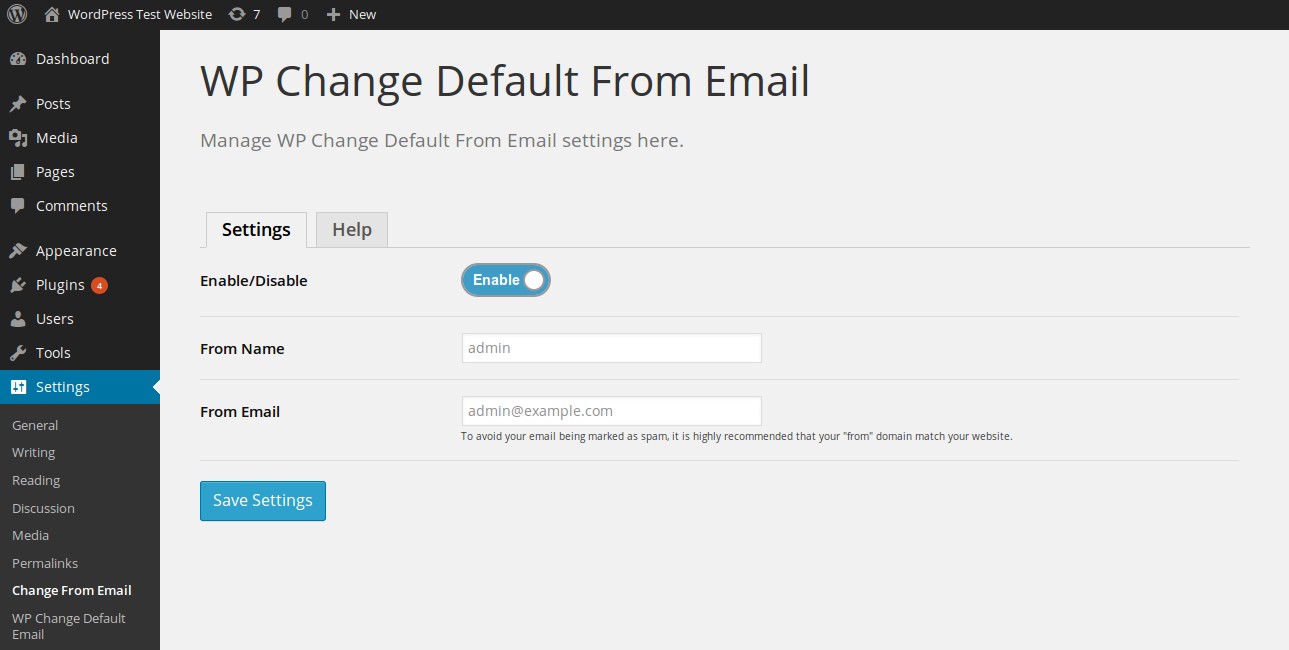 WordPress Test Website 7 0 New
Dashboard
Posts
Media
Pages
Comments
Appearance
Plugins 4
Users
Tools
Settings
General
Writing
Reading
Discussion
Media
Permalinks
Change From Email
WP Change Default
Email
WP Change Default From Email
Manage WP Change Default From Email settings here.
Settings Help
Enable/Disable Enable
From Name admin
From Email admin@example.com
To avoid your email being marked as spam, it is highly recommended that your "from" domain match your website.
Save Settings